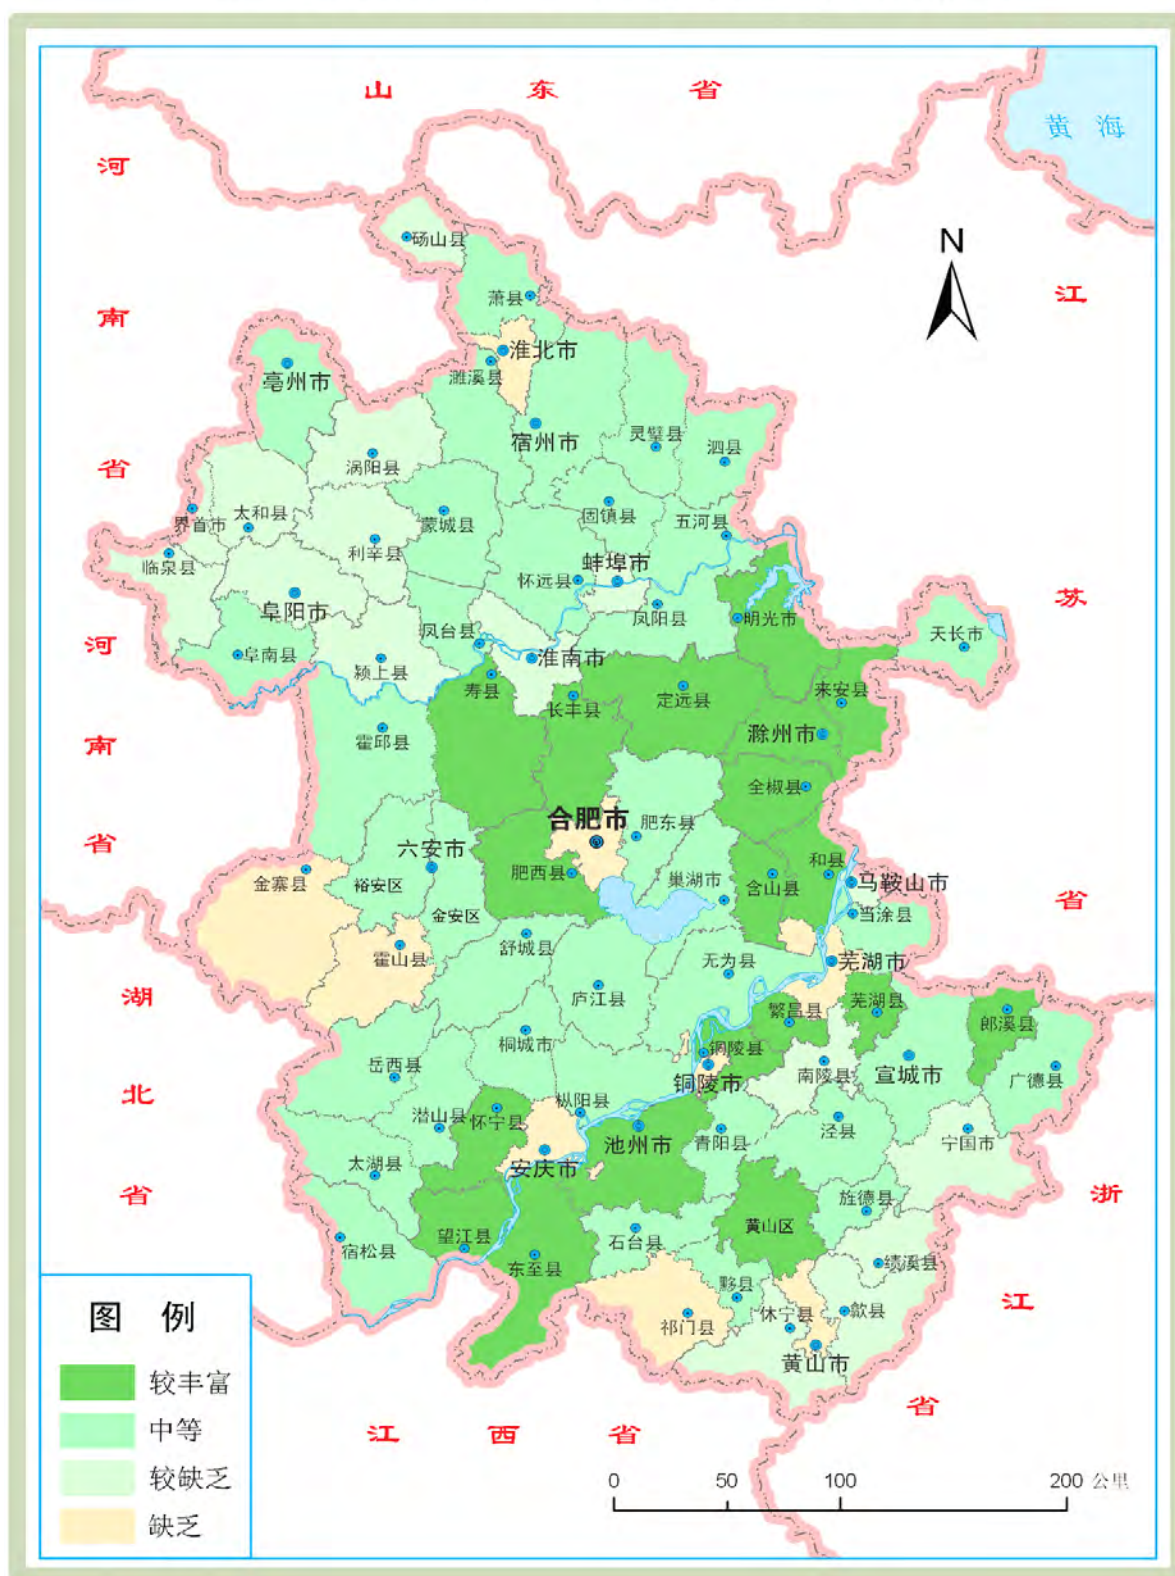 山东省
黄海
河南省
河南省
湖北省
江苏省
浙江省
江西省
N
砀山县
萧县
淮北市
濉溪县
亳州市
宿州市
灵璧县
泗县
涡阳县
界首市
太和县
蒙城县
固镇县
五河县
临泉县
利辛县
怀远县
蚌埠市
阜阳市
凤阳县
明光市
天长市
阜南县
颍上县
凤台县
淮南市
寿县
长丰县
定远县
来安县
霍邱县
滁州市
全椒县
合肥市
肥东县
六安市
金寨县
裕安区
肥西县
巢湖市
含山县
和县
马鞍山市
金安区
当涂县
霍山县
舒城县
无为县
芜湖市
庐江县
繁昌县
芜湖县
郎溪县
桐城市
铜陵县
铜陵市
南陵县
宣城市
广德县
岳西县
潜山县
怀宁县
枞阳县
池州市
青阳县
泾县
宁国市
太湖县
安庆市
旌德县
宿松县
望江县
东至县
石台县
黄山区
绩溪县
黟县
祁门县
休宁县
歙县
黄山市
图例
较丰富
中等
较缺乏
缺乏
0 50 100 200 公里